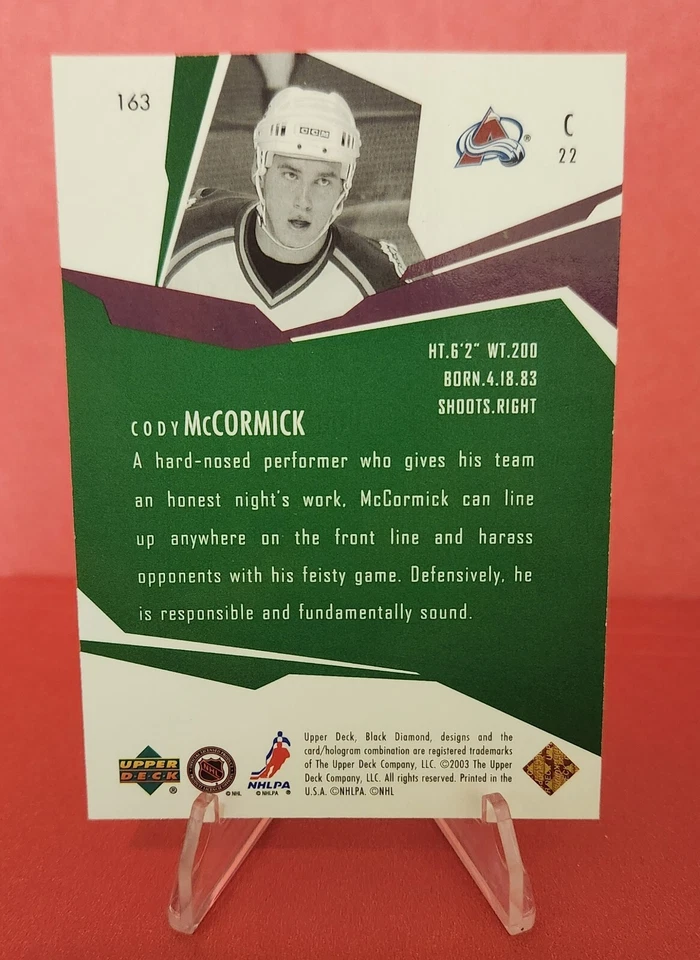 163
CCM
C
22
HT.6'2" WT.200
BORN.4.18.83
SHOOTS.RIGHT
CODY McCORMICK
A hard-nosed performer who gives his team
an honest night's work, McCormick can line
up anywhere on the front line and harass
opponents with his feisty game. Defensively, he
is responsible and fundamentally sound.
UPPER
DECK
®
NHL
© NHL
NHLPA
© NHLPA ®
Upper Deck, Black Diamond, designs and the
card/hologram combination are registered trademarks
of The Upper Deck Company, LLC. ©2003 The Upper
Deck Company, LLC. All rights reserved. Printed in the
U.S.A. ©NHLPA. ©NHL